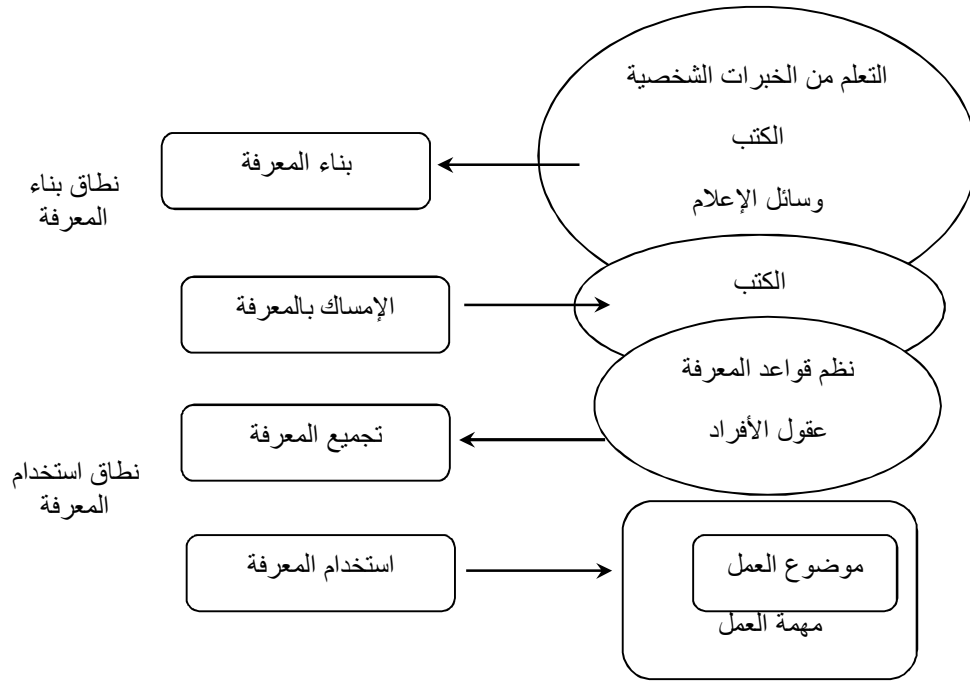 التعلم من الخبرات الشخصية
الكتب
وسائل الإعلام
بناء المعرفة
نطاق بناء
المعرفة
الكتب
الإمساك بالمعرفة
نظم قواعد المعرفة
عقول الأفراد
تجميع المعرفة
نطاق استخدام
المعرفة
استخدام المعرفة
موضوع العمل
مهمة العمل